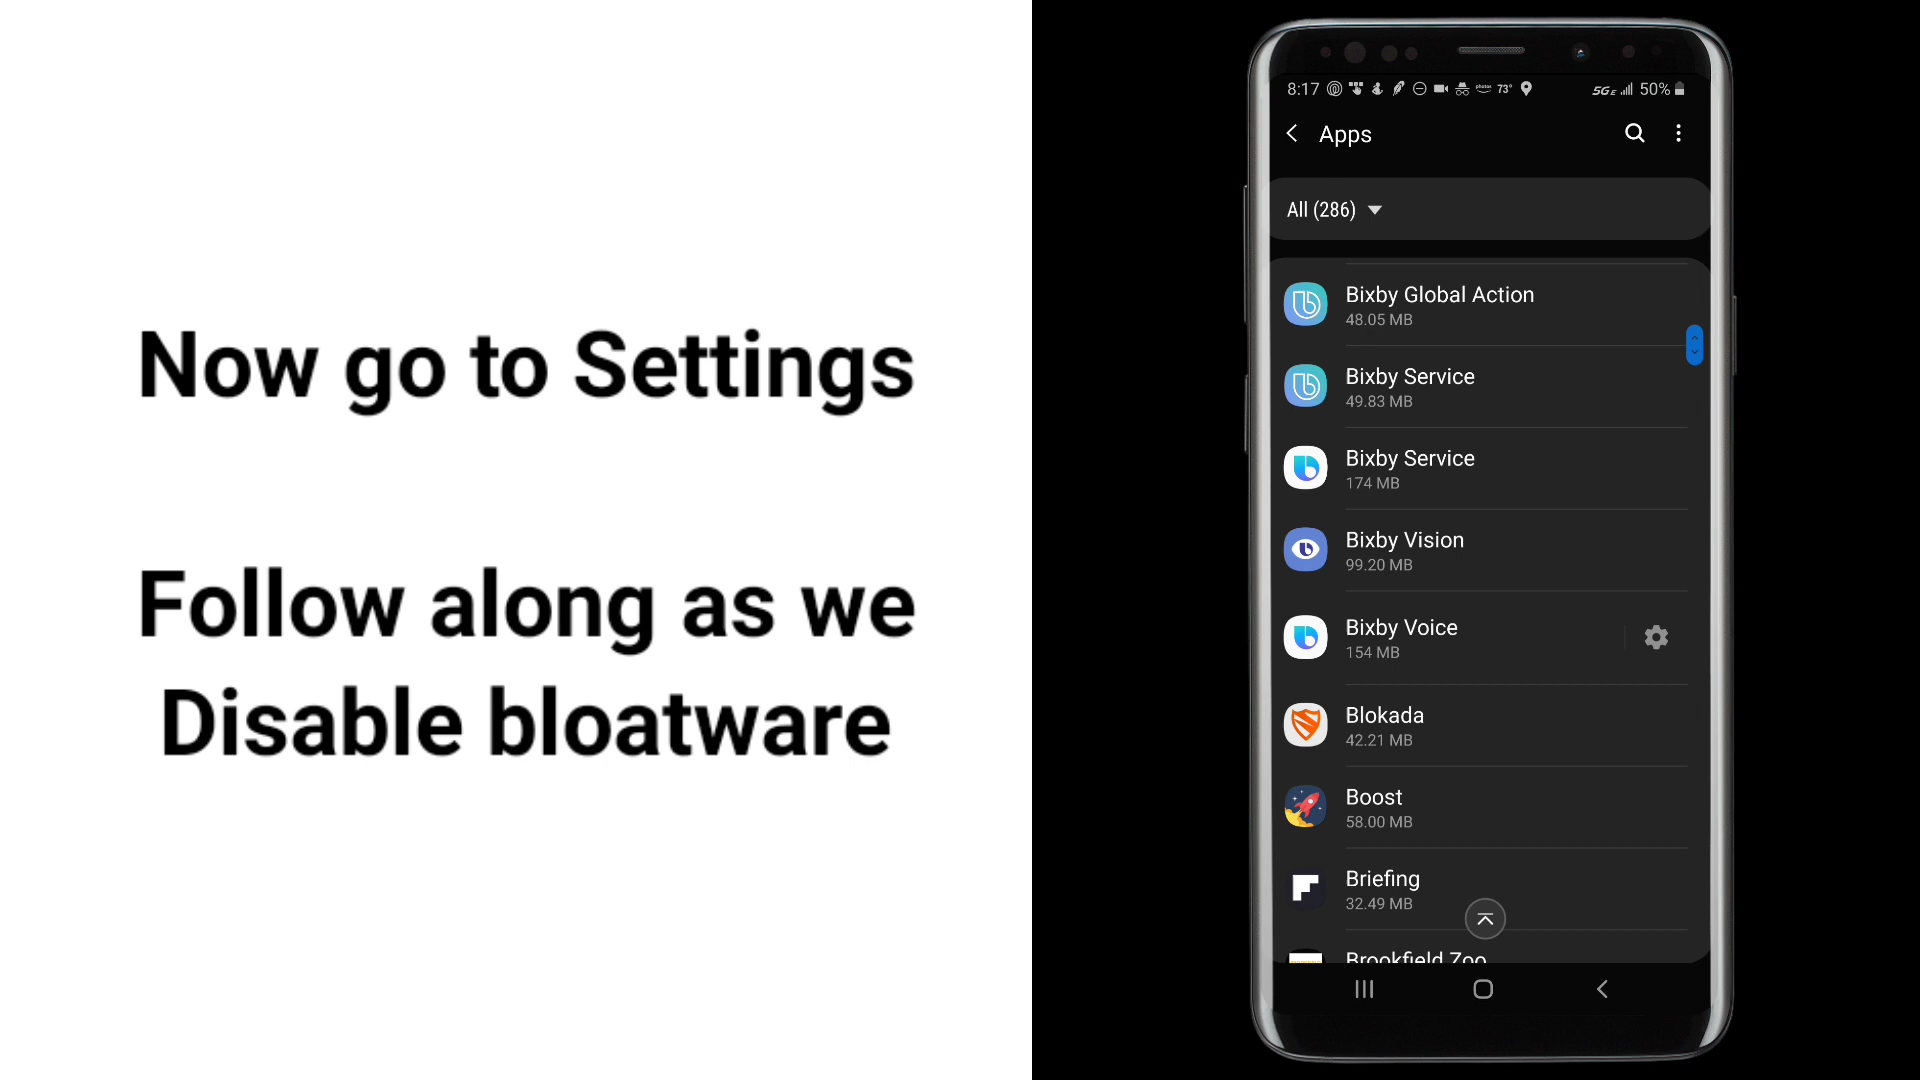 Now go to Settings
Follow along as we
Disable bloatware
8:17
73°
5G E
50%
Apps
All (286)
Bixby Global Action
48.05 MB
Bixby Service
49.83 MB
Bixby Service
174 MB
Bixby Vision
99.20 MB
Bixby Voice
154 MB
Blokada
42.21 MB
Boost
58.00 MB
Briefing
32.49 MB
Brookfield Zoo